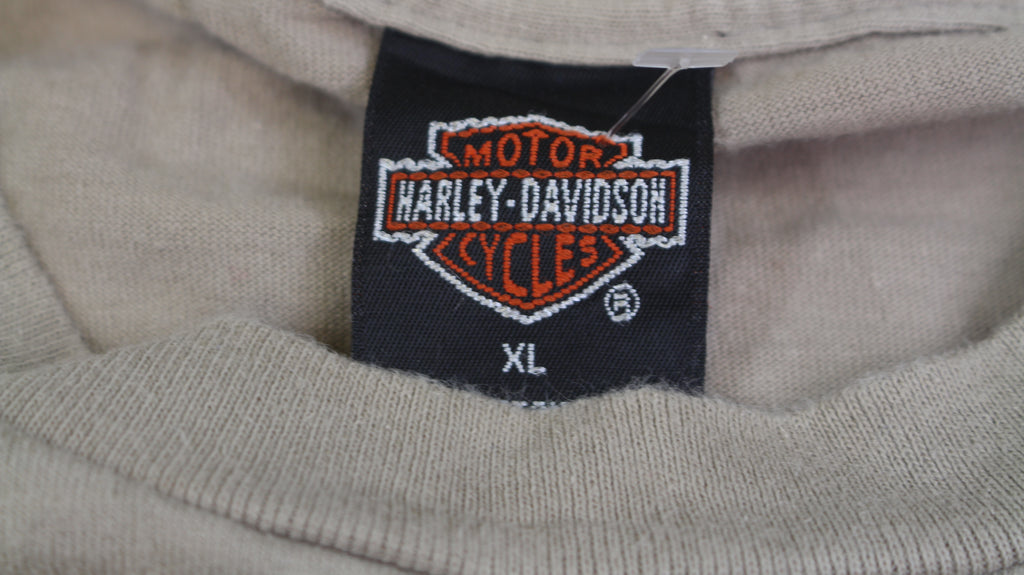 MOTOR
HARLEY-DAVIDSON
CYCLES
®
XL